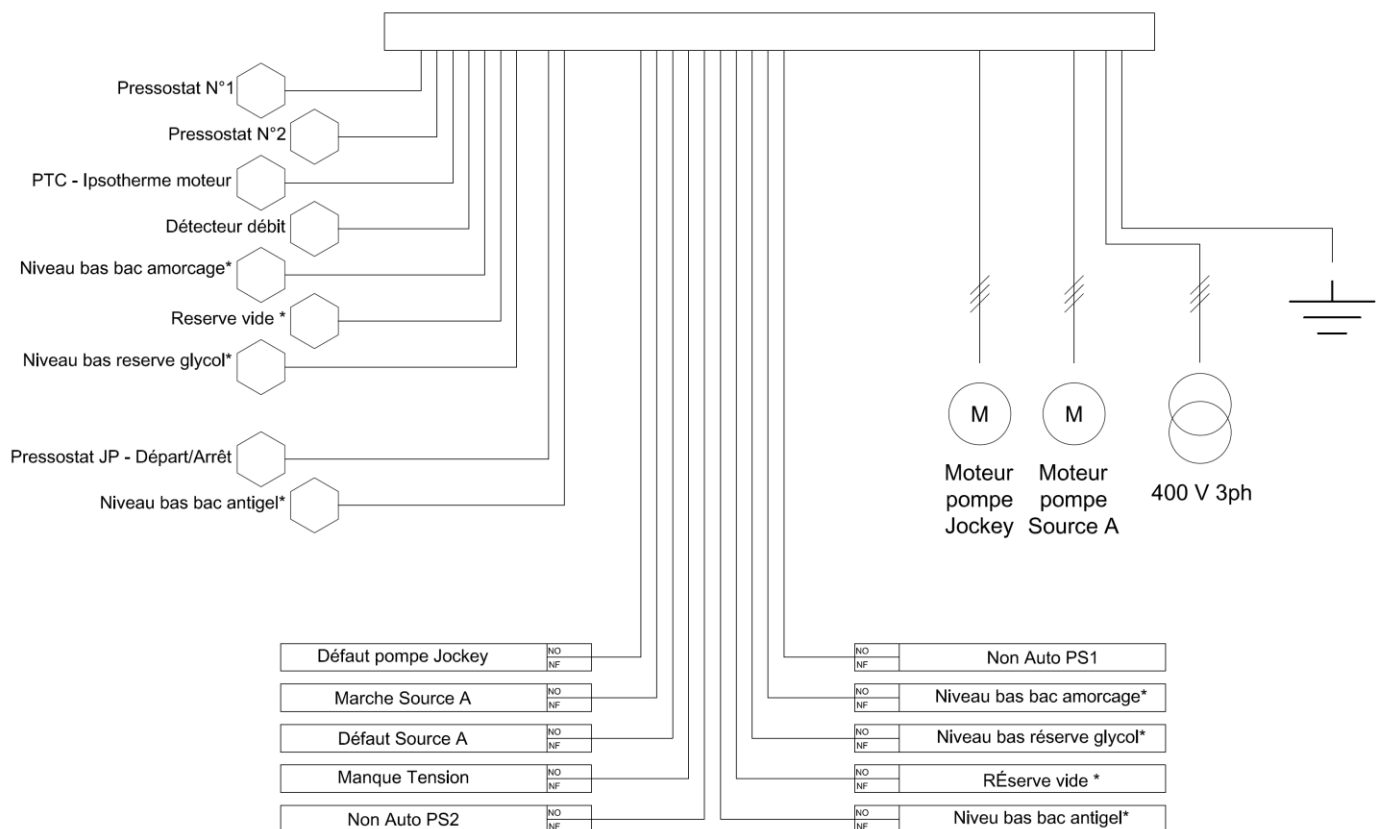 Pressostat N°1
Pressostat N°2
PTC - Ipsotherme moteur
Détecteur débit
Niveau bas bac amorcage*
Reserve vide *
Niveau bas reserve glycol*
Pressostat JP - Départ/Arrêt
Niveau bas bac antigel*
M
Moteur
pompe
Jockey
M
Moteur
pompe
Source A
400 V 3ph
Défaut pompe Jockey
NO
NF
Marche Source A
NO
NF
Défaut Source A
NO
NF
Manque Tension
NO
NF
Non Auto PS2
NO
NF
NO
NF
Non Auto PS1
NO
NF
Niveau bas bac amorcage*
NO
NF
Niveau bas réserve glycol*
NO
NF
RÉserve vide *
NO
NF
Niveu bas bac antigel*